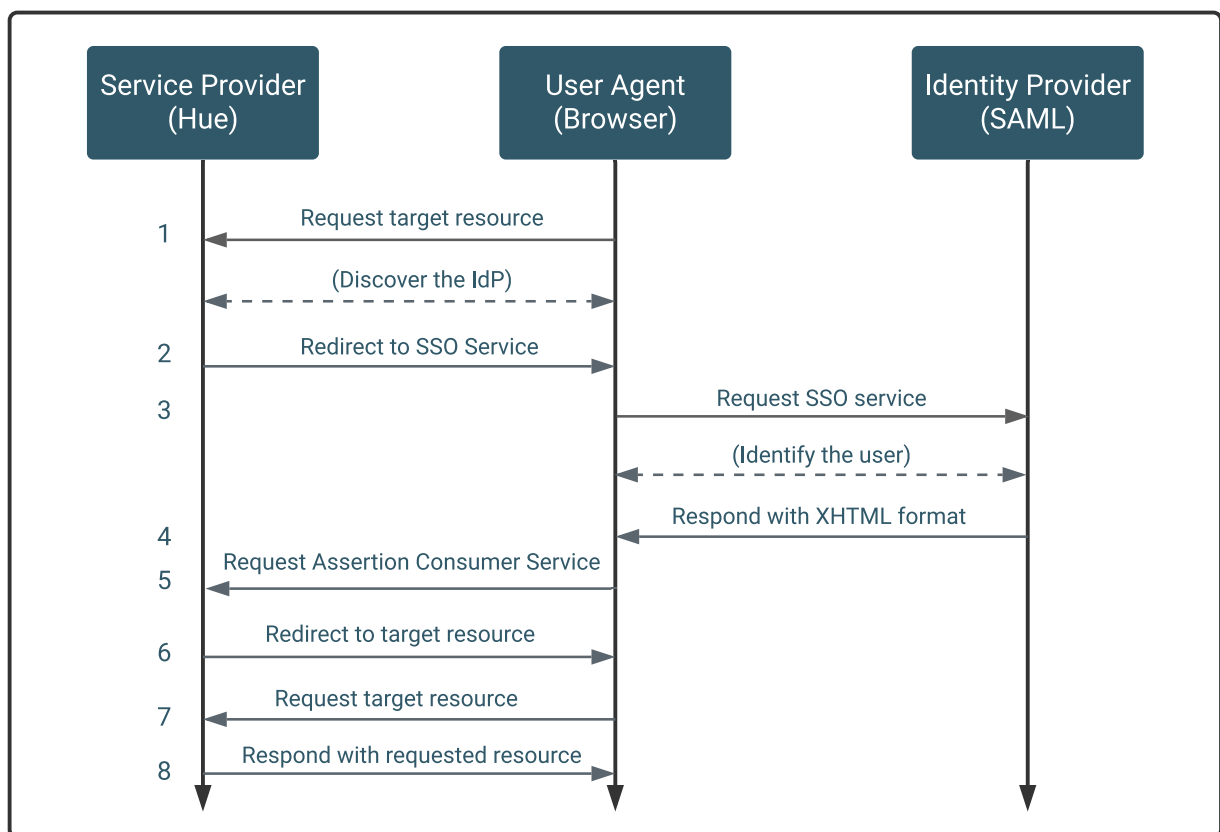 Service Provider
(Hue)
User Agent
(Browser)
Identity Provider
(SAML)
1
Request target resource
(Discover the IdP)
2
Redirect to SSO Service
3
Request SSO service
(Identify the user)
4
Respond with XHTML format
5
Request Assertion Consumer Service
6
Redirect to target resource
7
Request target resource
8
Respond with requested resource